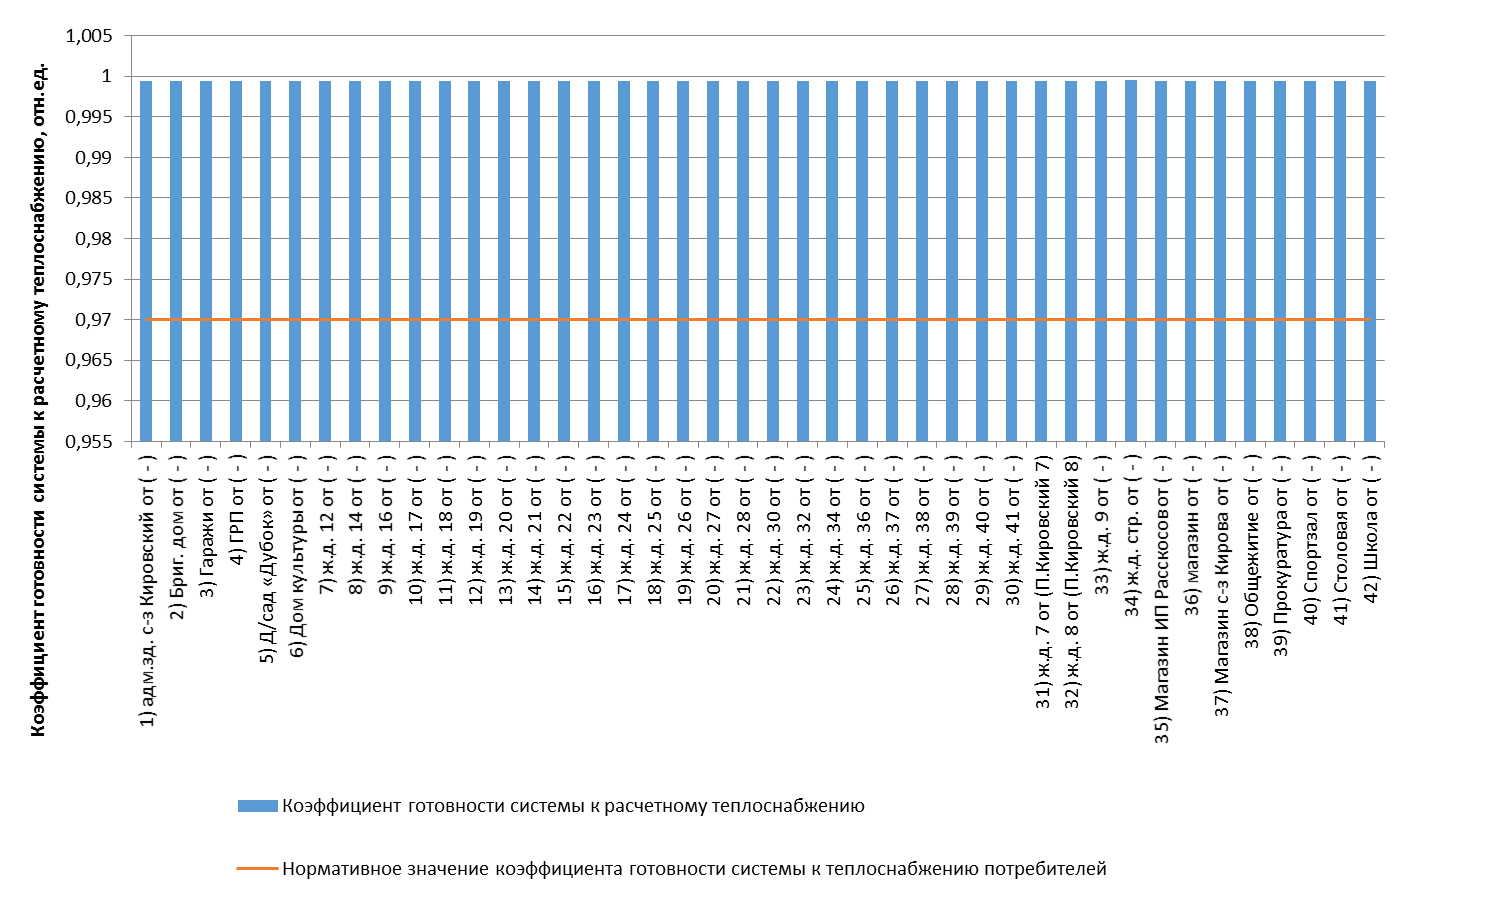 Коэффициент готовности системы к расчетному теплоснабжению, отн.ед.
1,005
1
0,995
0,99
0,985
0,98
0,975
0,97
0,965
0,96
0,955
1) адм.зд. с-з Кировский от ( - )
2) Бриг. дом от ( - )
3) Гаражи от ( - )
4) ГРП от ( - )
5) Д/сад «Дубок» от ( - )
6) Дом культуры от ( - )
7) ж.д. 12 от ( - )
8) ж.д. 14 от ( - )
9) ж.д. 16 от ( - )
10) ж.д. 17 от ( - )
11) ж.д. 18 от ( - )
12) ж.д. 19 от ( - )
13) ж.д. 20 от ( - )
14) ж.д. 21 от ( - )
15) ж.д. 22 от ( - )
16) ж.д. 23 от ( - )
17) ж.д. 24 от ( - )
18) ж.д. 25 от ( - )
19) ж.д. 26 от ( - )
20) ж.д. 27 от ( - )
21) ж.д. 28 от ( - )
22) ж.д. 30 от ( - )
23) ж.д. 32 от ( - )
24) ж.д. 34 от ( - )
25) ж.д. 36 от ( - )
26) ж.д. 37 от ( - )
27) ж.д. 38 от ( - )
28) ж.д. 39 от ( - )
29) ж.д. 40 от ( - )
30) ж.д. 41 от ( - )
31) ж.д. 7 от (П.Кировский 7)
32) ж.д. 8 от (П.Кировский 8)
33) ж.д. 9 от ( - )
34) ж.д. стр. от ( - )
35) Магазин ИП Расскосов от ( - )
36) магазин от ( - )
37) Магазин с-з Кирова от ( - )
38) Общежитие от ( - )
39) Прокуратура от ( - )
40) Спортзал от ( - )
41) Столовая от ( - )
42) Школа от ( - )
Коэффициент готовности системы к расчетному теплоснабжению
Нормативное значение коэффициента готовности системы к теплоснабжению потребителей